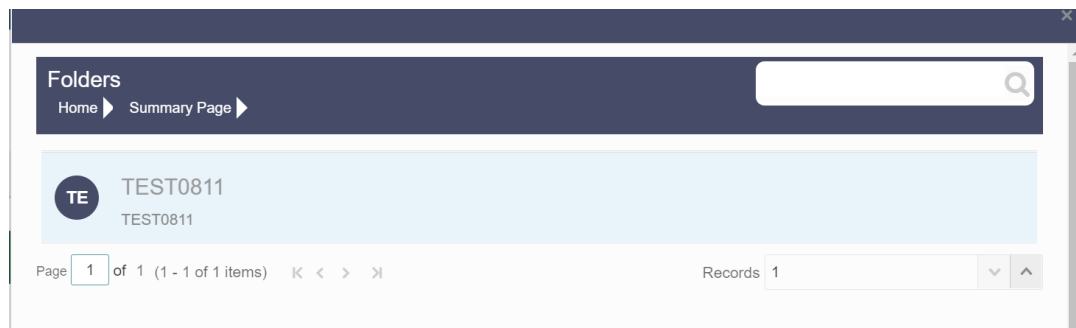 Folders
Home Summary Page
TE
TEST0811
TEST0811
Page 1 of 1 (1 - 1 of 1 items) Records 1